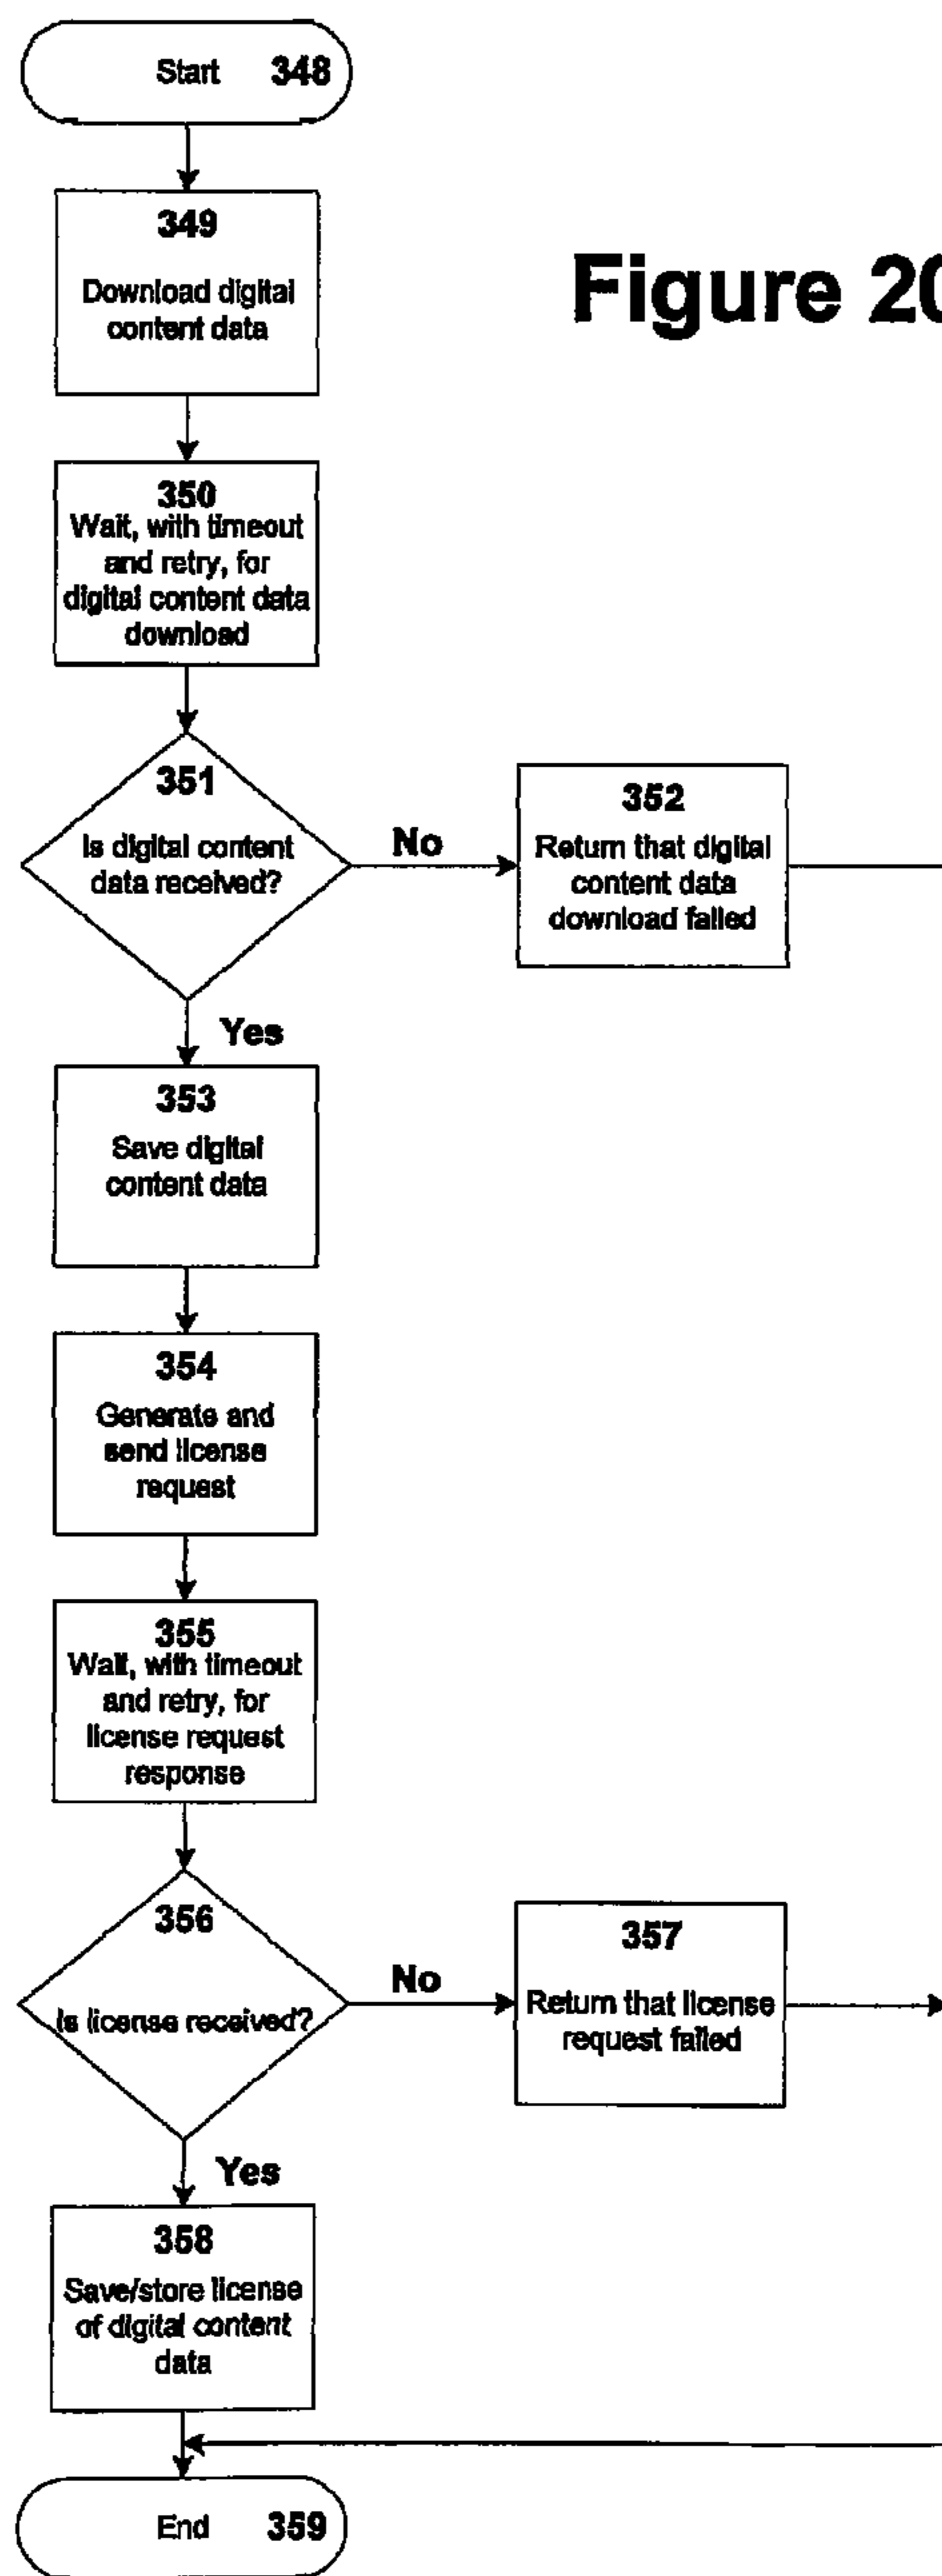 Start 348
349
Download digital
content data
Figure 20
350
Wait, with timeout
and retry, for
digital content data
download
351
Is digital content
data received?
No
352
Return that digital
content data
download failed
Yes
353
Save digital
content data
354
Generate and
send license
request
355
Wait, with timeout
and retry, for
license request
response
356
Is license received?
No
357
Return that license
request failed
Yes
358
Save/store license
of digital content
data
End 359